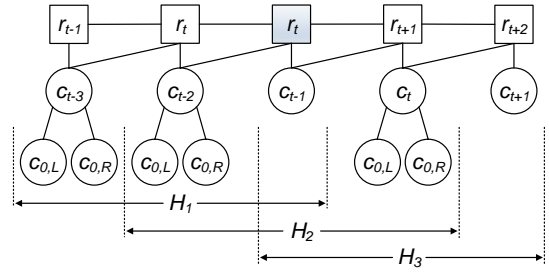 r_{t-1} r_t r_t r_{t+1} r_{t+2}
c_{t-3} c_{t-2} c_{t-1} c_t c_{t+1}
c_{0,L} c_{0,R} c_{0,L} c_{0,R} c_{0,L} c_{0,R}
H_1
H_2
H_3